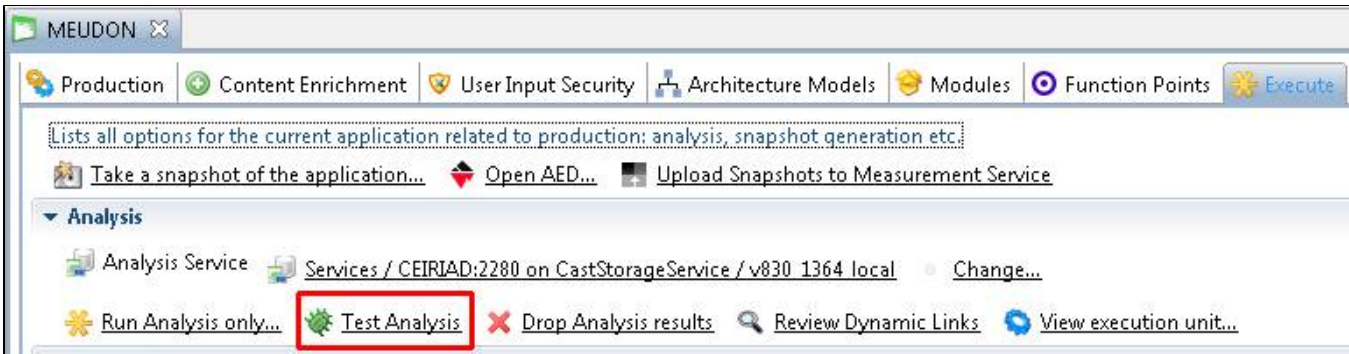 MEUDON
Production Content Enrichment User Input Security Architecture Models Modules Function Points Execute
Lists all options for the current application related to production: analysis, snapshot generation etc.
Take a snapshot of the application... Open AED... Upload Snapshots to Measurement Service
Analysis
Analysis Service Services / CEIRIAD:2280 on CastStorageService / v830_1364_local Change...
Run Analysis only... Test Analysis Drop Analysis results Review Dynamic Links View execution unit...